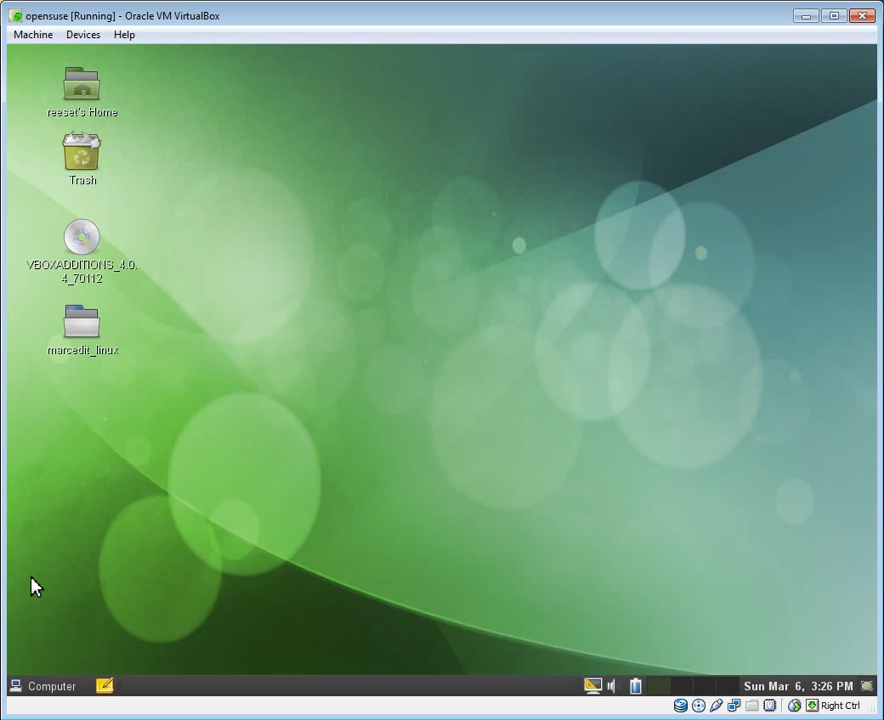 opensuse [Running] - Oracle VM VirtualBox
Machine Devices Help
reeset's Home
Trash
VBOXADDITIONS_4.0.
4_70112
marcedit_linux
Computer
Sun Mar 6, 3:26 PM
Right Ctrl